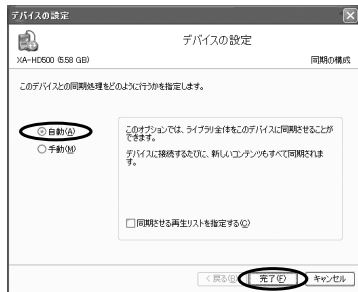 デバイスの設定
デバイスの設定
XA-HD500 (5.58 GB)
同期の構成
このデバイスとの同期処理をどのように行うかを指定します。
自動(A)
手動(M)
このオプションでは、ライブラリ全体をこのデバイスに同期させることが
できます。
デバイスに接続するたびに、新しいコンテンツもすべて同期されま
す。
同期させる再生リストを指定する(C)
< 戻る(B)
完了(F)
キャンセル